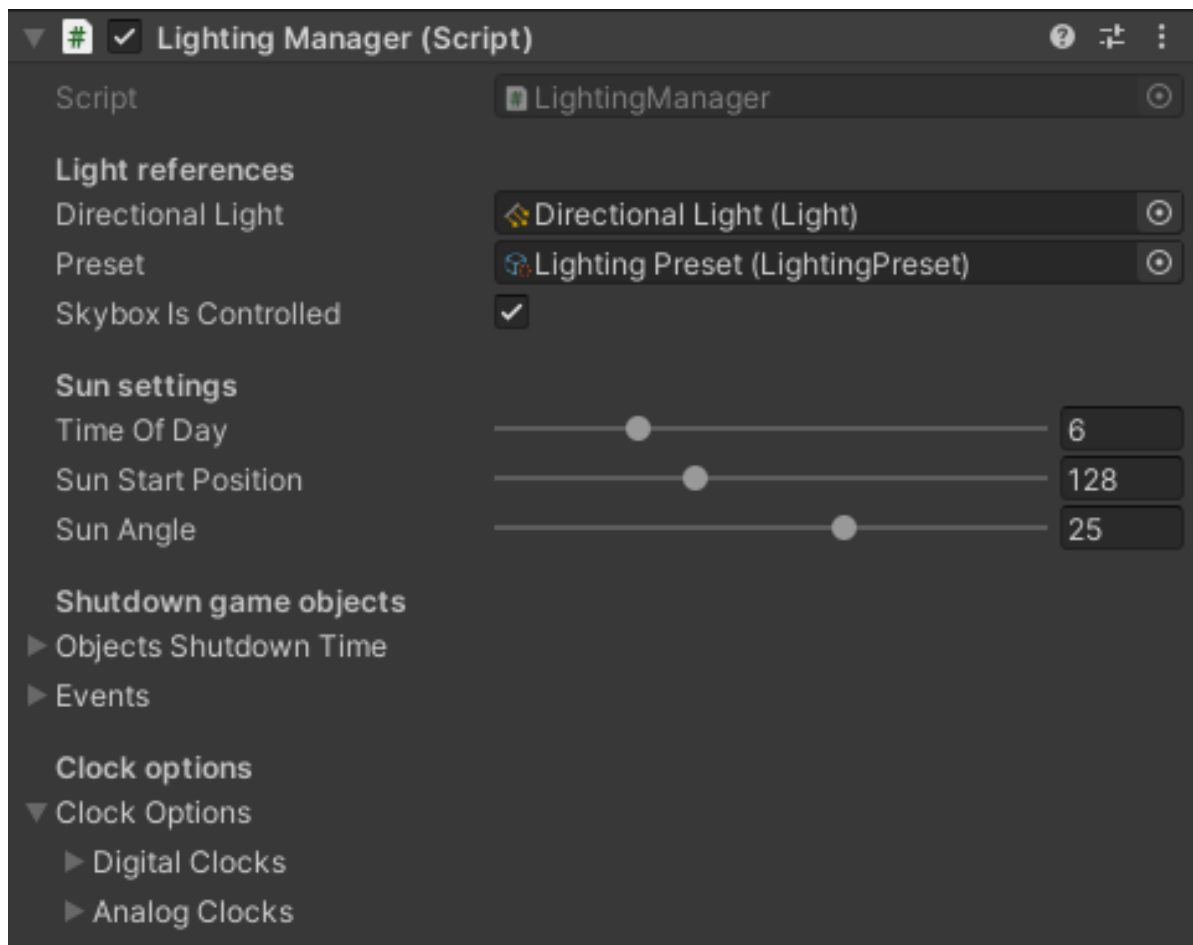 Lighting Manager (Script)
Script LightingManager
Light references
Directional Light Directional Light (Light)
Preset Lighting Preset (LightingPreset)
Skybox Is Controlled
Sun settings
Time Of Day 6
Sun Start Position 128
Sun Angle 25
Shutdown game objects
Objects Shutdown Time
Events
Clock options
Clock Options
Digital Clocks
Analog Clocks